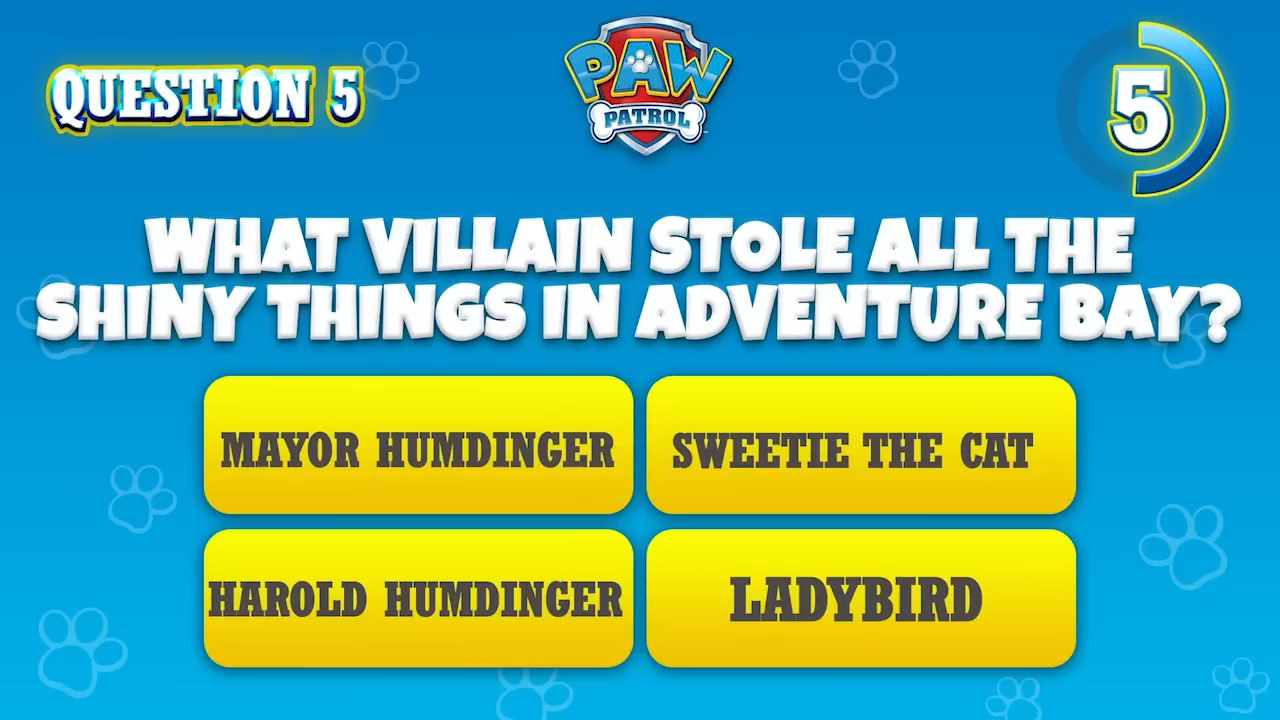 QUESTION 5
PAW
PATROL
5
WHAT VILLAIN STOLE ALL THE
SHINY THINGS IN ADVENTURE BAY?
MAYOR HUMDINGER
SWEETIE THE CAT
HAROLD HUMDINGER
LADYBIRD